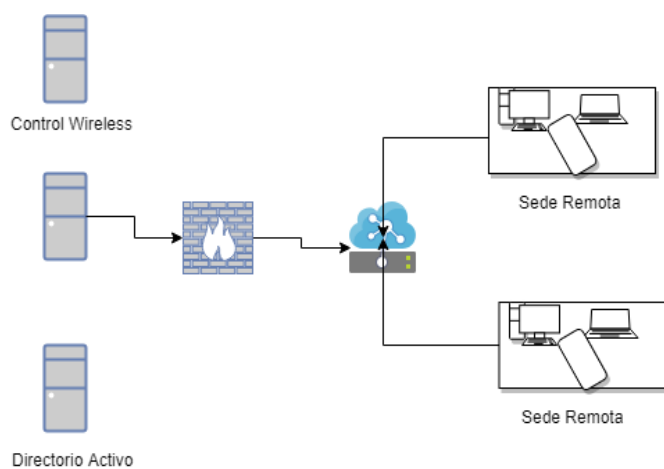 Control Wireless
Sede Remota
Sede Remota
Directorio Activo